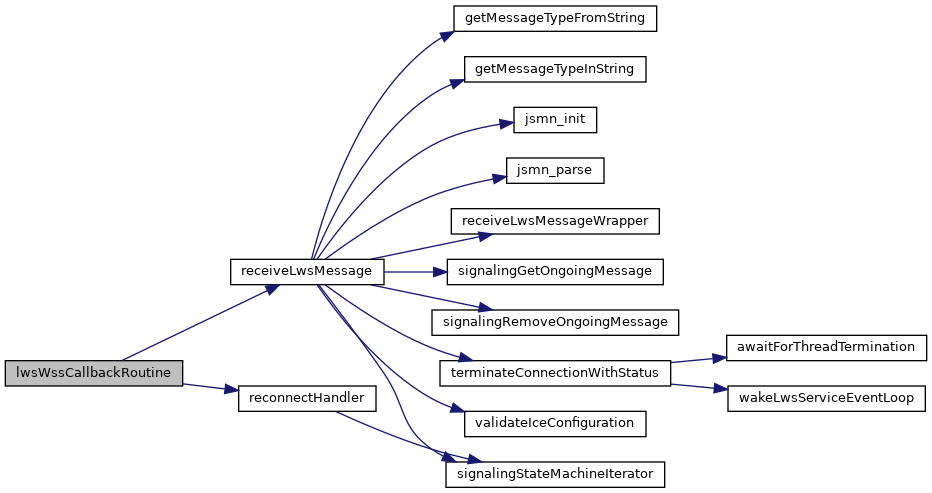 getMessageTypeFromString
getMessageTypeInString
jsmn_init
jsmn_parse
receiveLwsMessageWrapper
receiveLwsMessage
signalingGetOngoingMessage
signalingRemoveOngoingMessage
awaitForThreadTermination
lwsWssCallbackRoutine
terminateConnectionWithStatus
reconnectHandler
wakeLwsServiceEventLoop
validateIceConfiguration
signalingStateMachineIterator